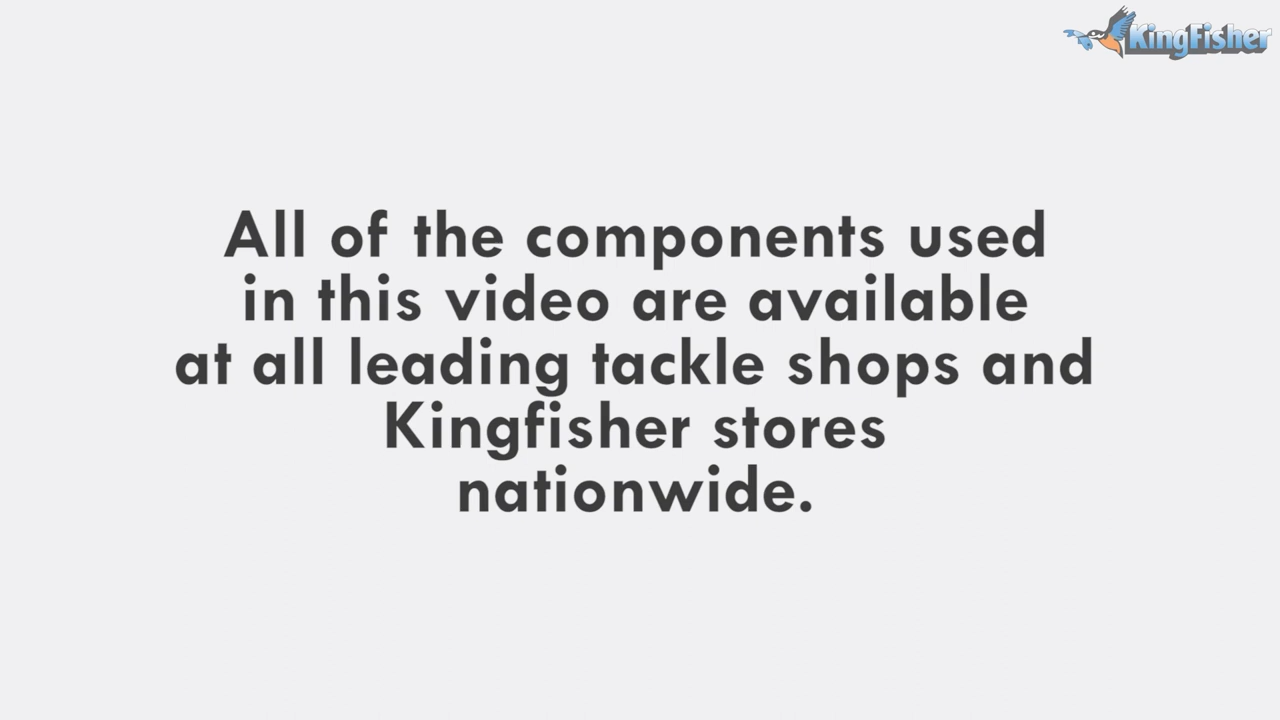 KingFisher
All of the components used
in this video are available
at all leading tackle shops and
Kingfisher stores
nationwide.